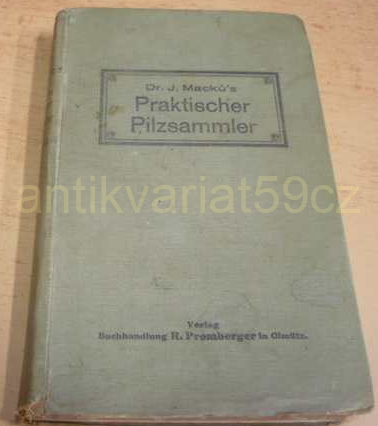 Dr. J. Macků's
Praktischer
Pilzsammler
antikvariat59cz
Verlag
Buchhandlung R. Promberger in Olmütz.